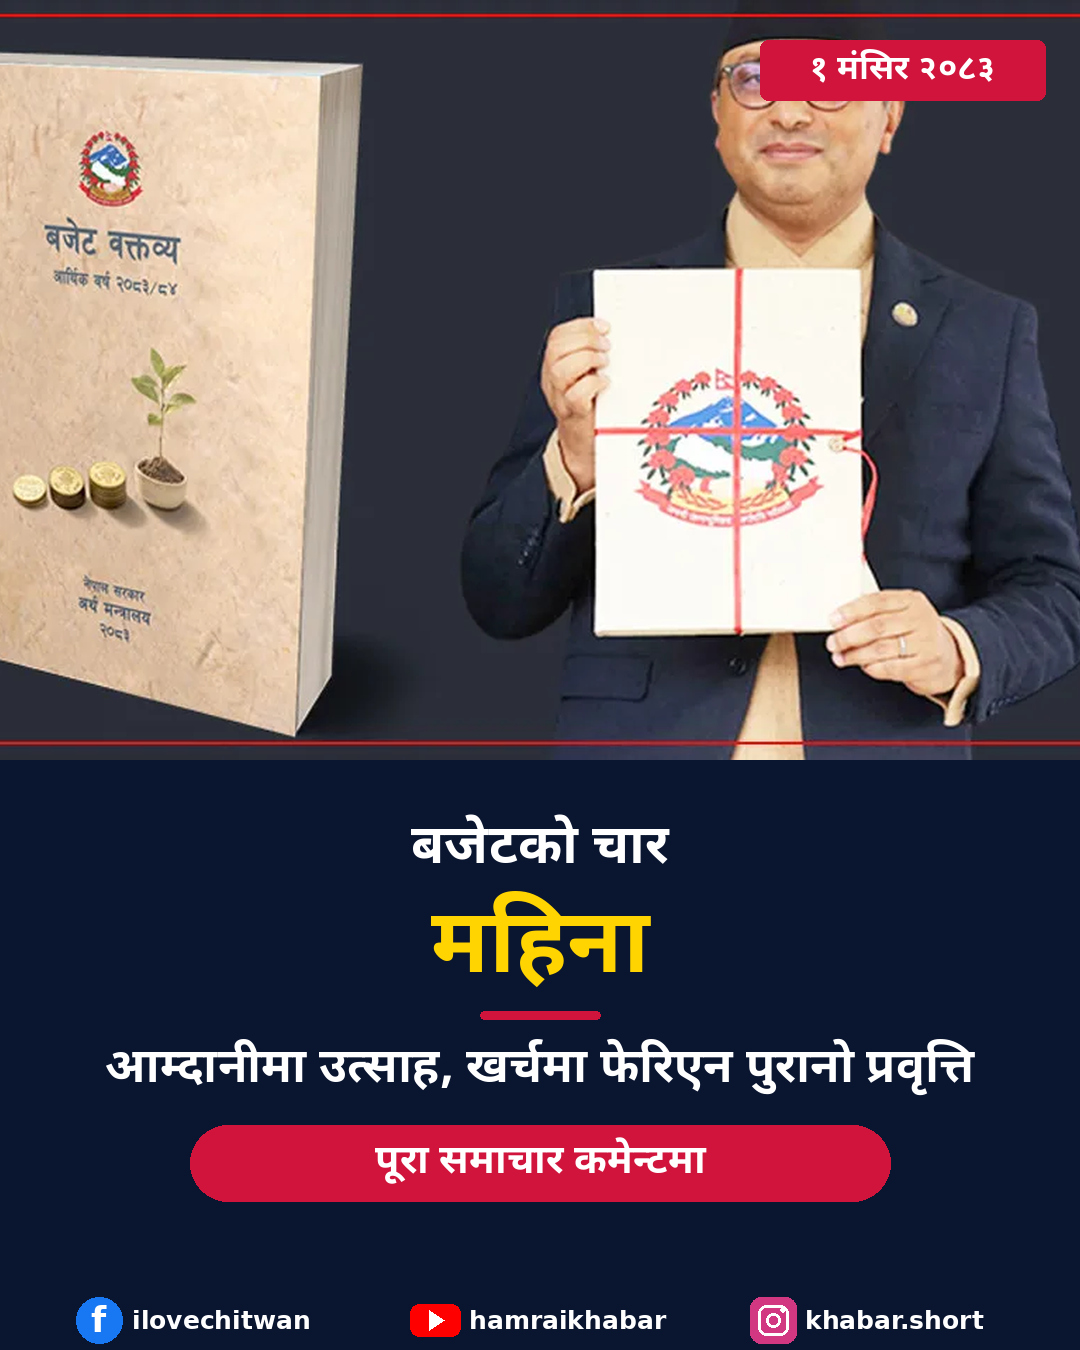 १ मंसिर २०८३
बजेट वक्तव्य
आर्थिक वर्ष २०८३/८४
नेपाल सरकार
अर्थ मन्त्रालय
२०८३
बजेटको चार
महिना
आम्दानीमा उत्साह, खर्चमा फेरिएन पुरानो प्रवृत्ति
पूरा समाचार कमेन्टमा
ilovechitwan
hamraikhabar
khabar.short